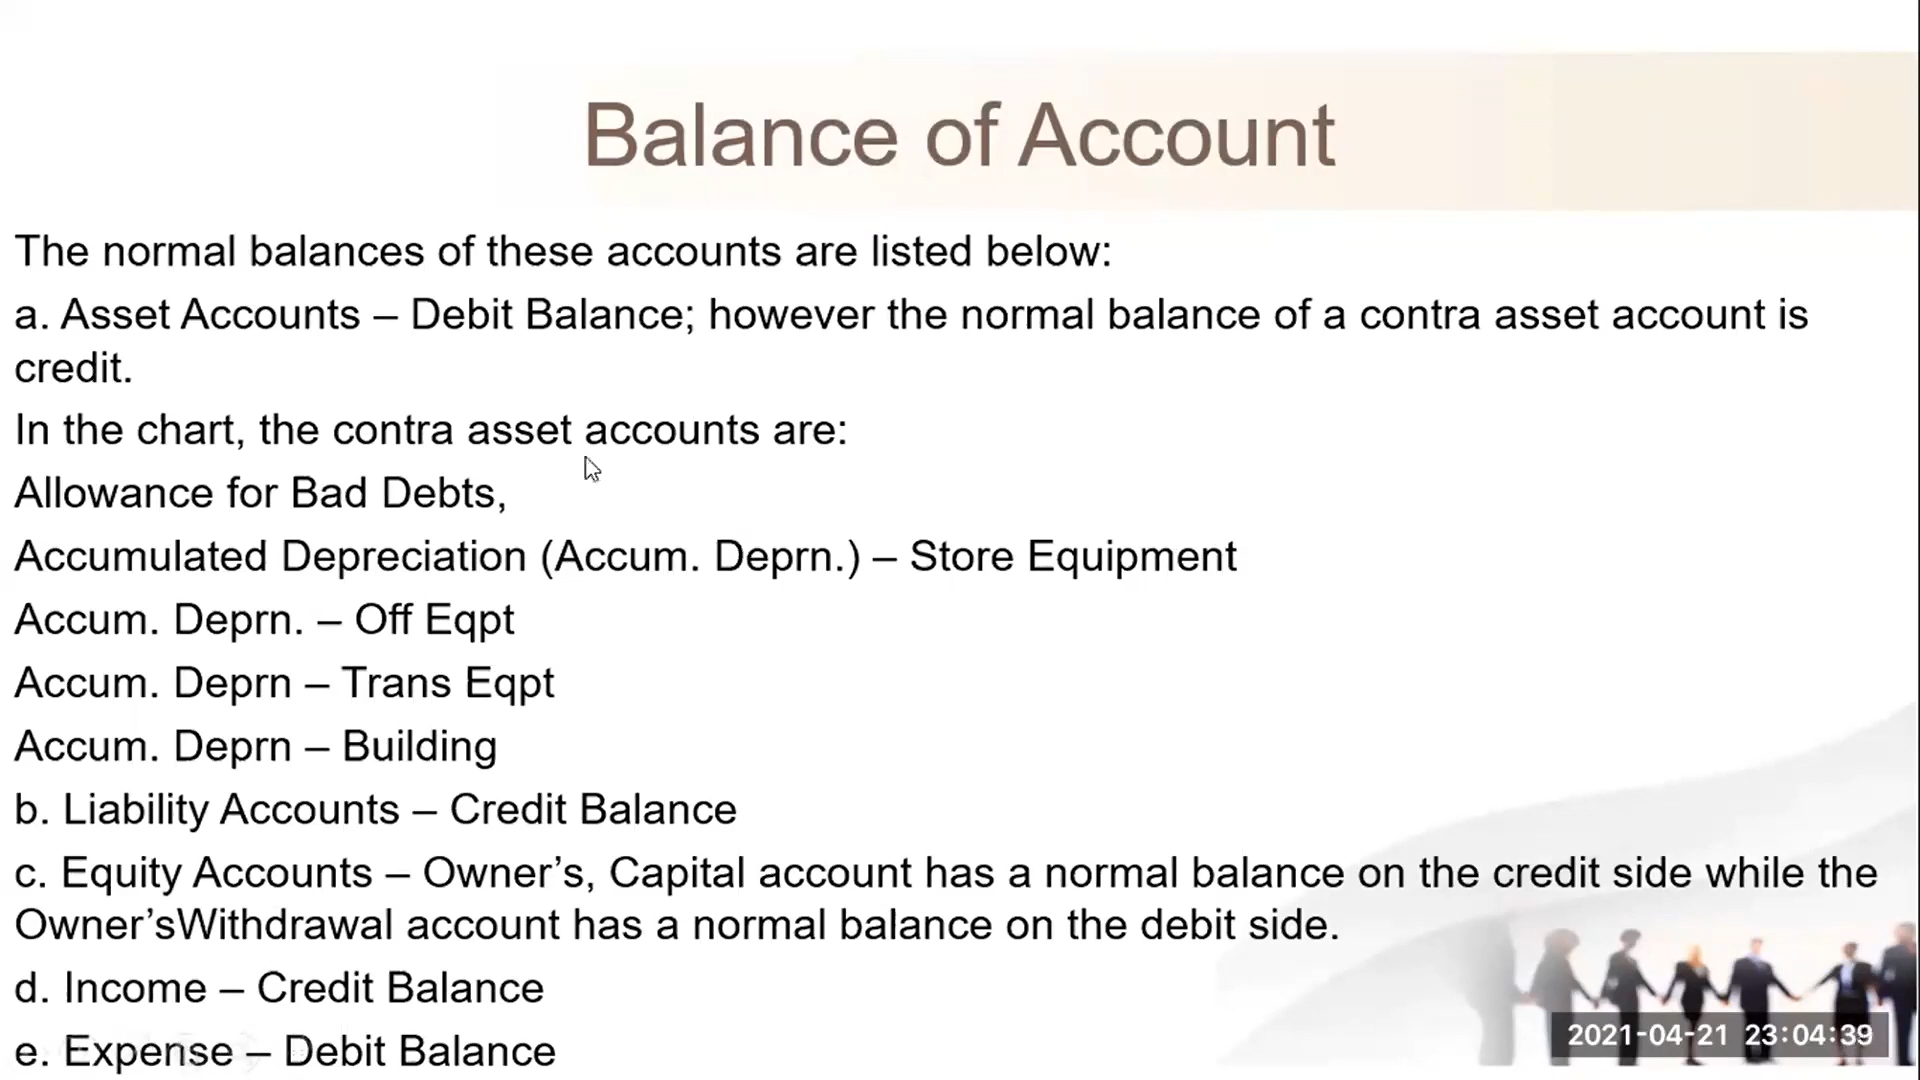 Balance of Account
The normal balances of these accounts are listed below:
a. Asset Accounts – Debit Balance; however the normal balance of a contra asset account is
credit.
In the chart, the contra asset accounts are:
Allowance for Bad Debts,
Accumulated Depreciation (Accum. Deprn.) – Store Equipment
Accum. Deprn. – Off Eqpt
Accum. Deprn – Trans Eqpt
Accum. Deprn – Building
b. Liability Accounts – Credit Balance
c. Equity Accounts – Owner’s, Capital account has a normal balance on the credit side while the
Owner’sWithdrawal account has a normal balance on the debit side.
d. Income – Credit Balance
e. Expense – Debit Balance
2021-04-21 23:04:39